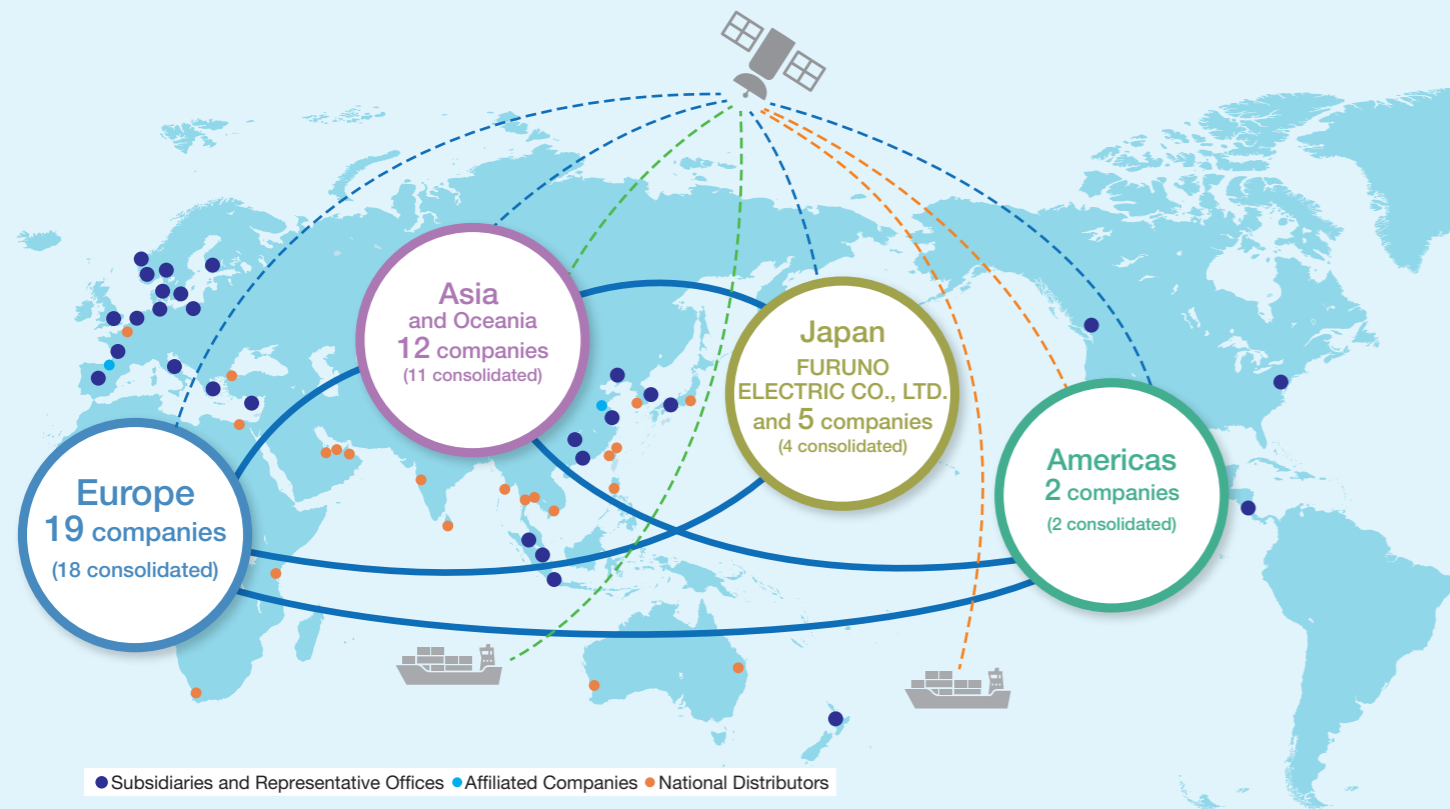 Asia
and Oceania
12 companies
(11 consolidated)
Japan
FURUNO
ELECTRIC CO., LTD.
and 5 companies
(4 consolidated)
Americas
2 companies
(2 consolidated)
Europe
19 companies
(18 consolidated)
Subsidiaries and Representative Offices Affiliated Companies National Distributors